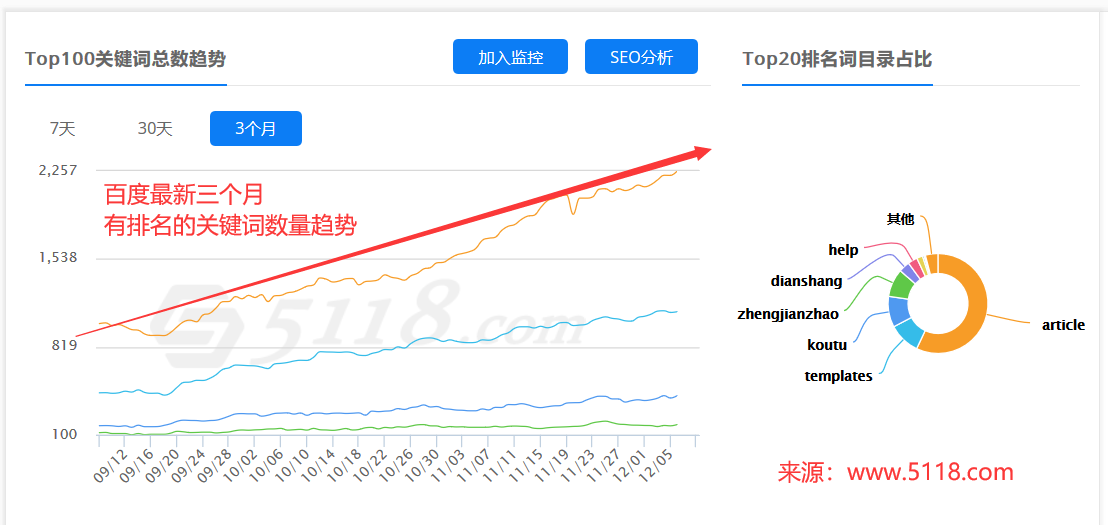 Top100关键词总数趋势
加入监控
SEO分析
Top20排名词目录占比
7天
30天
3个月
百度最新三个月
有排名的关键词数量趋势
2,257
1,538
819
100
5118.com
09/12
09/16
09/20
09/24
09/28
10/02
10/06
10/10
10/14
10/18
10/22
10/26
10/30
11/03
11/07
11/11
11/15
11/19
11/23
11/27
12/01
12/05
其他
help
dianshang
zhengjianzhao
koutu
templates
article
来源：www.5118.com